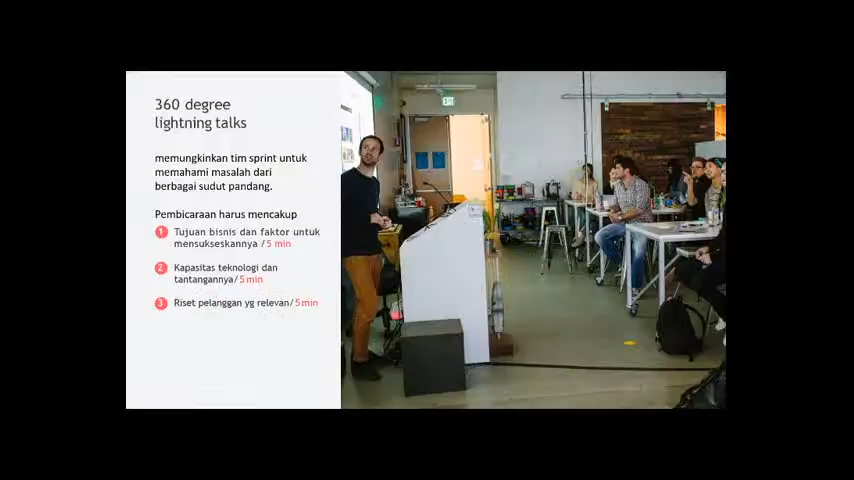 360 degree
lightning talks
memungkinkan tim sprint untuk
memahami masalah dari
berbagai sudut pandang.
Pembicaraan harus mencakup
1 Tujuan bisnis dan faktor untuk
mensukseskannya /5 min
2 Kapasitas teknologi dan
tantangannya/5 min
3 Riset pelanggan yg relevan/5 min
EXIT